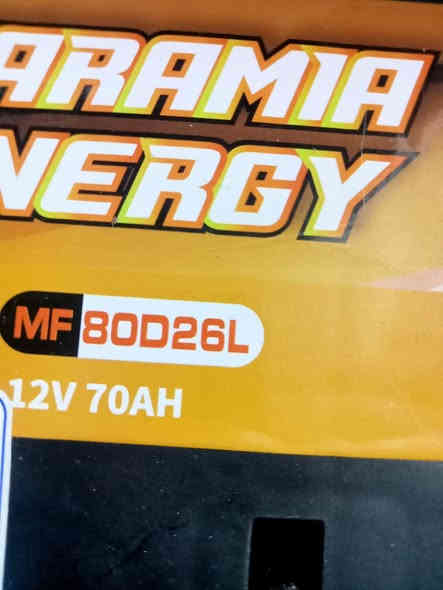 ARAMIA
NERGY
MF 80D26L
12V 70AH